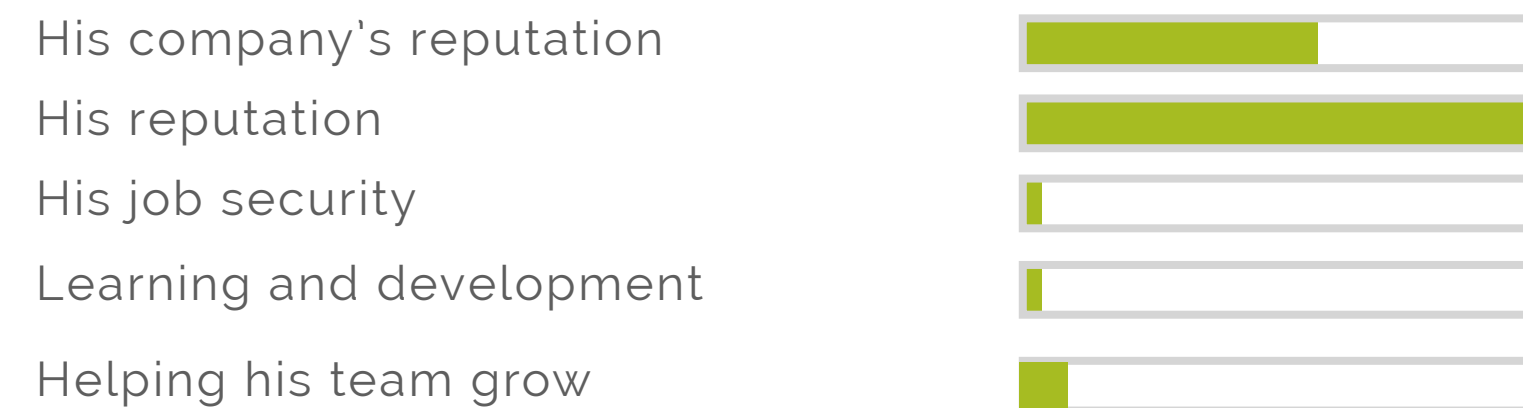 His company’s reputation
His reputation
His job security
Learning and development
Helping his team grow